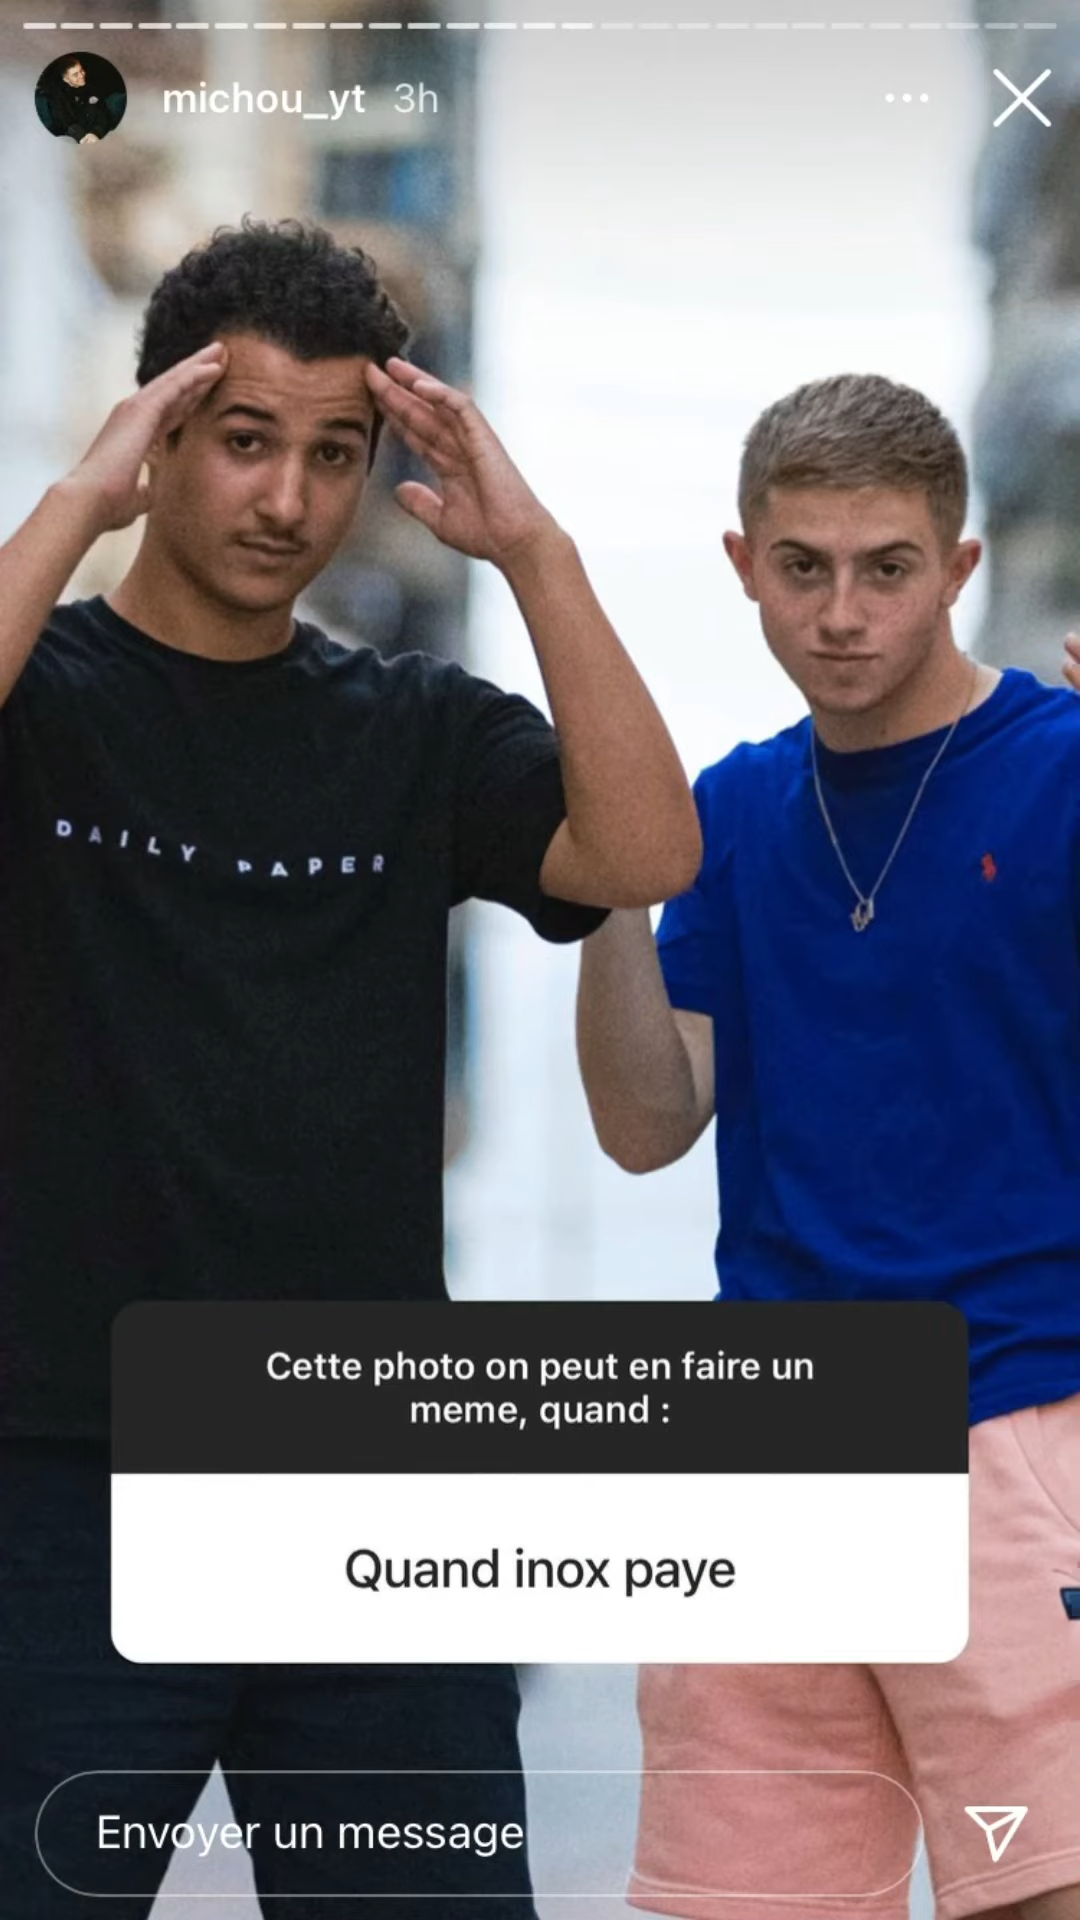 michou_yt 3h
DAILY PAPER
Cette photo on peut en faire un
meme, quand :
Quand inox paye
Envoyer un message